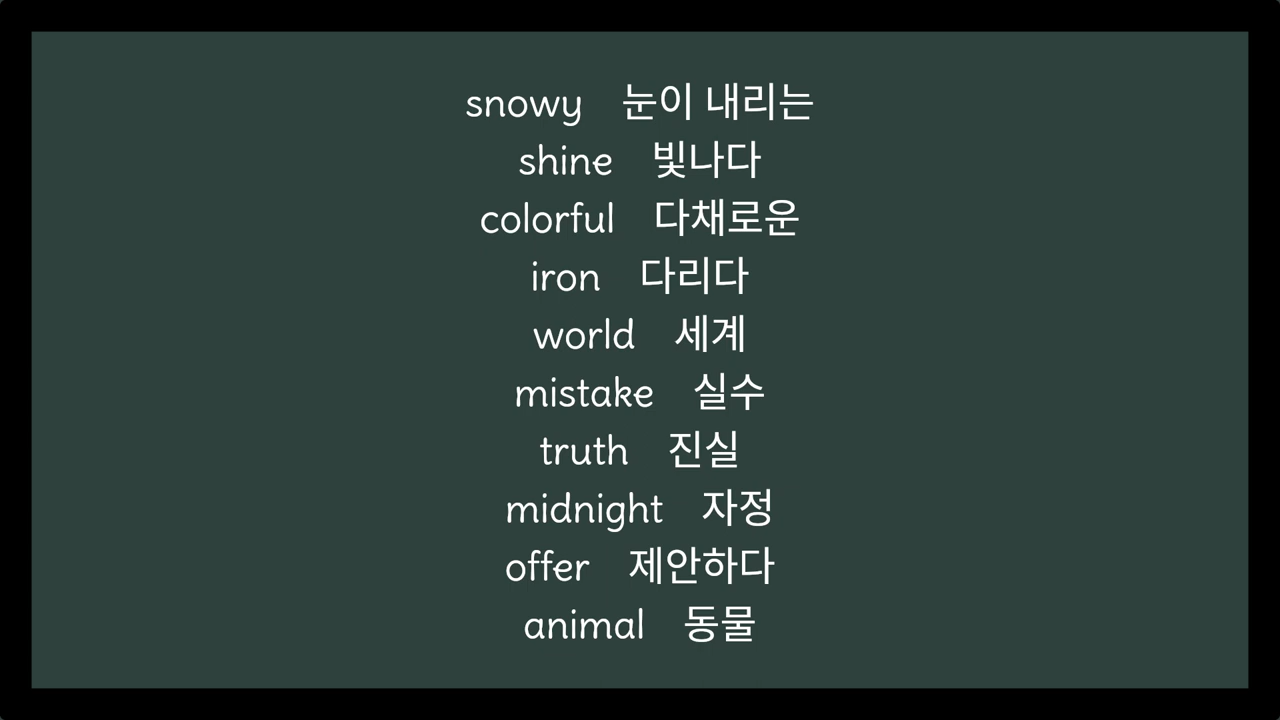 snowy 눈이 내리는
shine 빛나다
colorful 다채로운
iron 다리다
world 세계
mistake 실수
truth 진실
midnight 자정
offer 제안하다
animal 동물